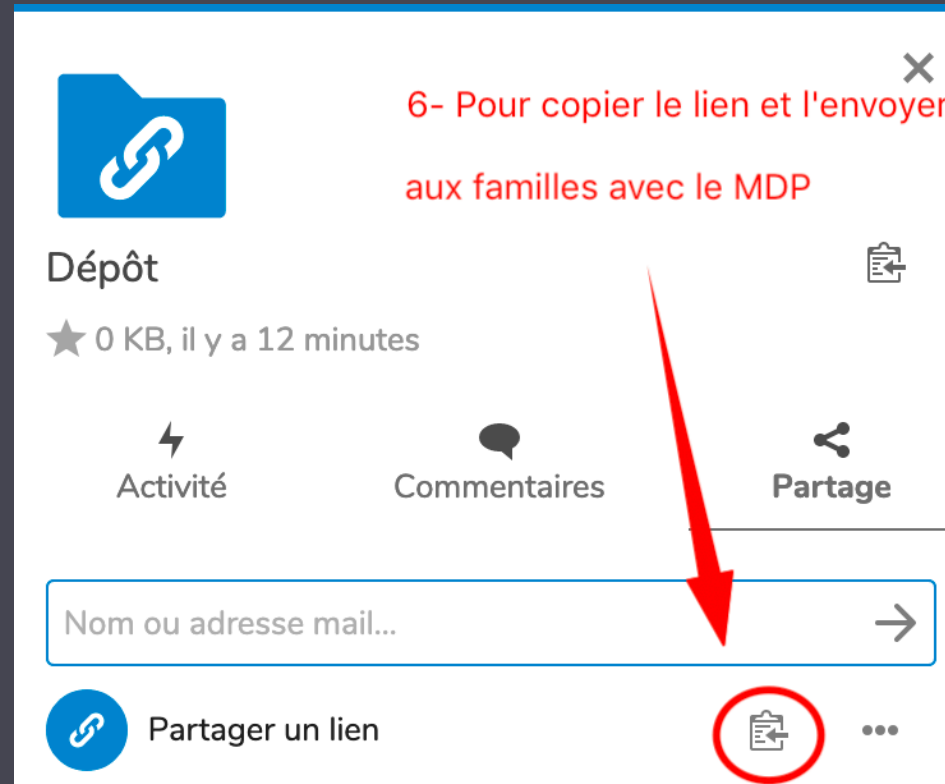 6- Pour copier le lien et l'envoyer
aux familles avec le MDP
Dépôt
0 KB, il y a 12 minutes
Activité
Commentaires
Partage
Nom ou adresse mail...
Partager un lien